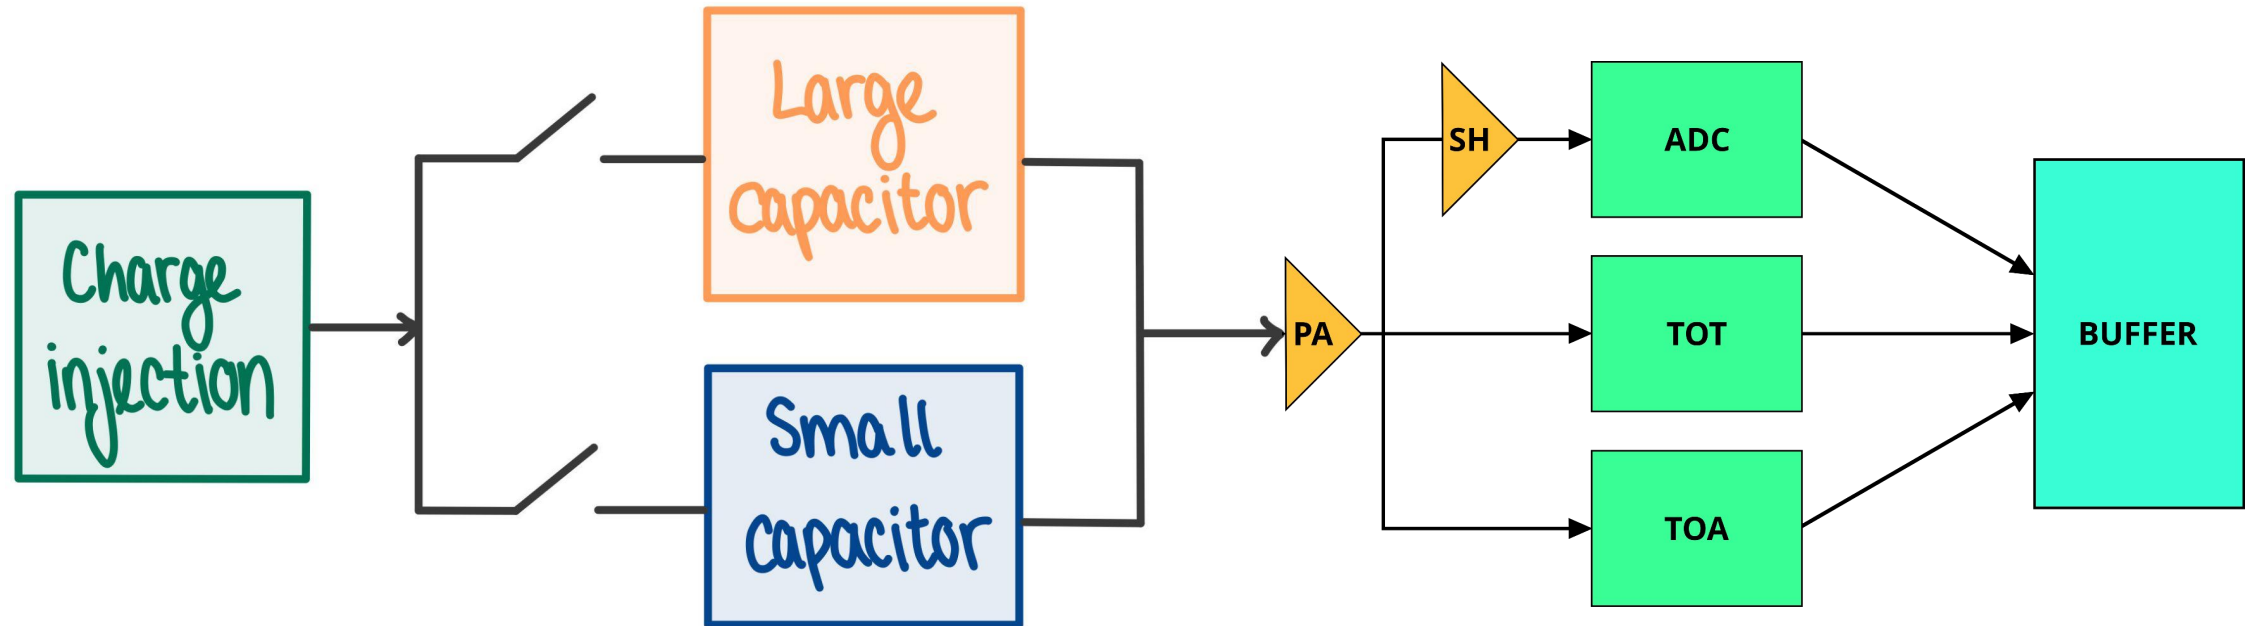 Charge
injection
Large
capacitor
Small
capacitor
PA
SH
ADC
TOT
TOA
BUFFER